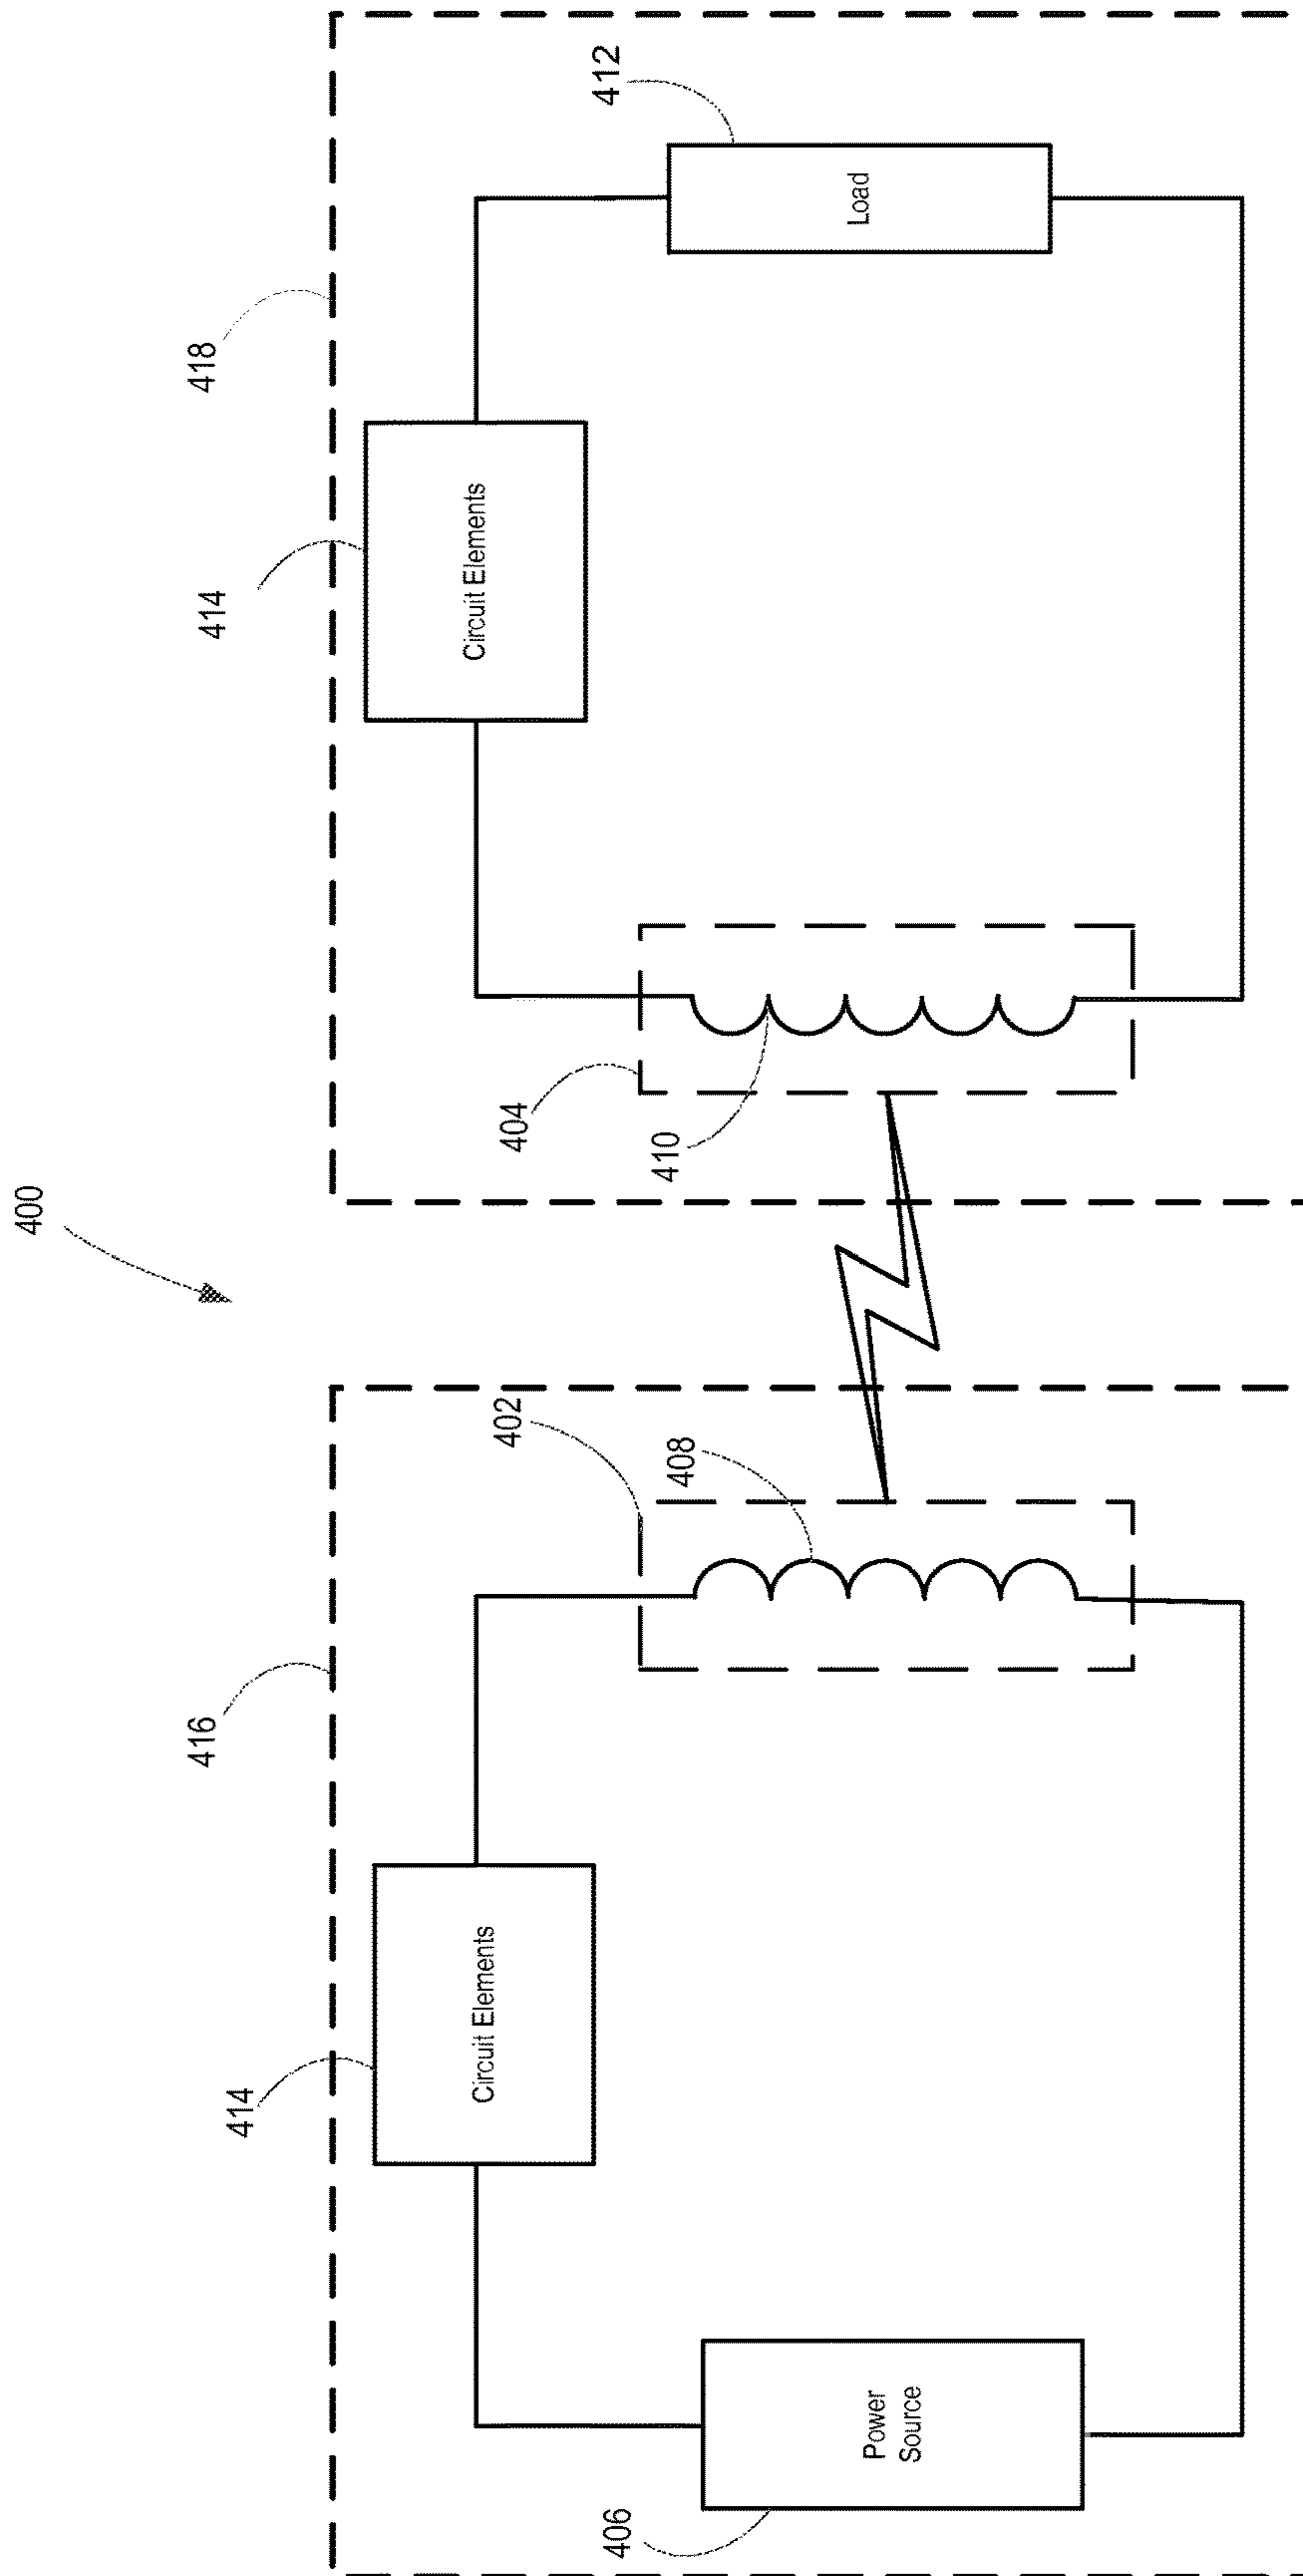 400
416
418
414
414
402
404
408
410
412
406
Circuit Elements
Circuit Elements
Power
Source
Load